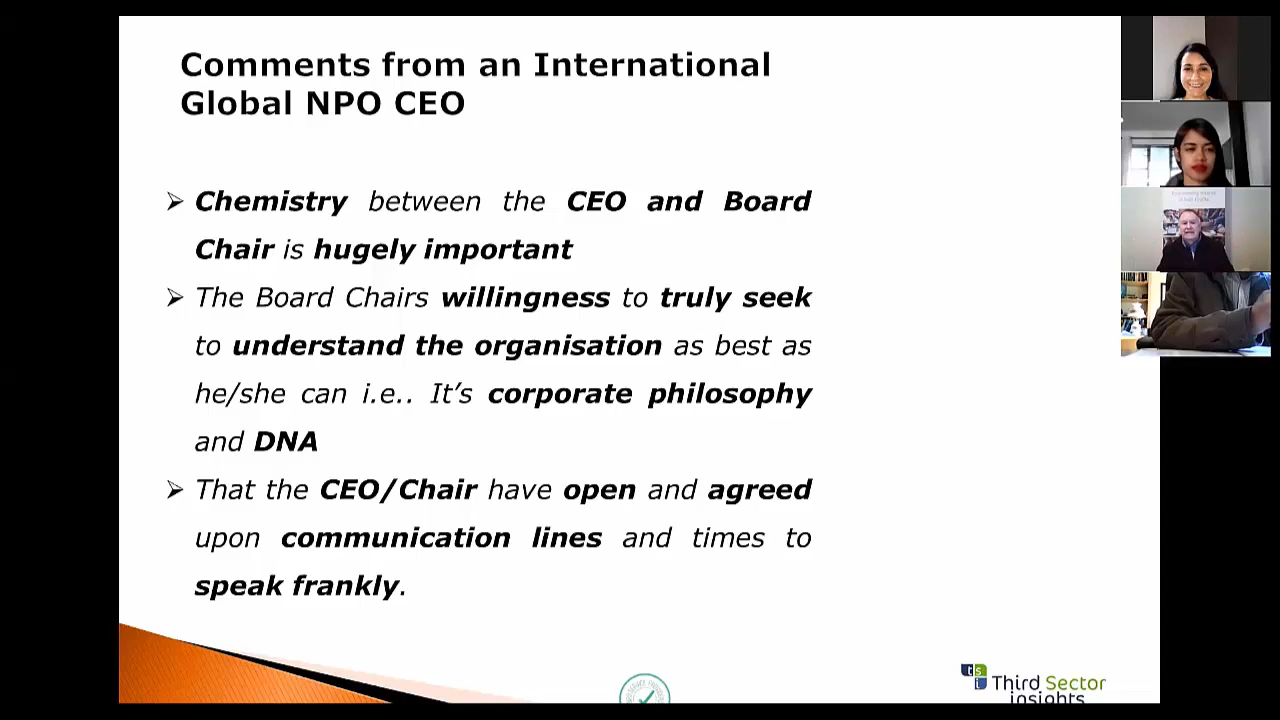 Comments from an International
Global NPO CEO
Chemistry between the CEO and Board
Chair is hugely important
The Board Chairs willingness to truly seek
to understand the organisation as best as
he/she can i.e.. It’s corporate philosophy
and DNA
That the CEO/Chair have open and agreed
upon communication lines and times to
speak frankly.
tsi
Third Sector
insights